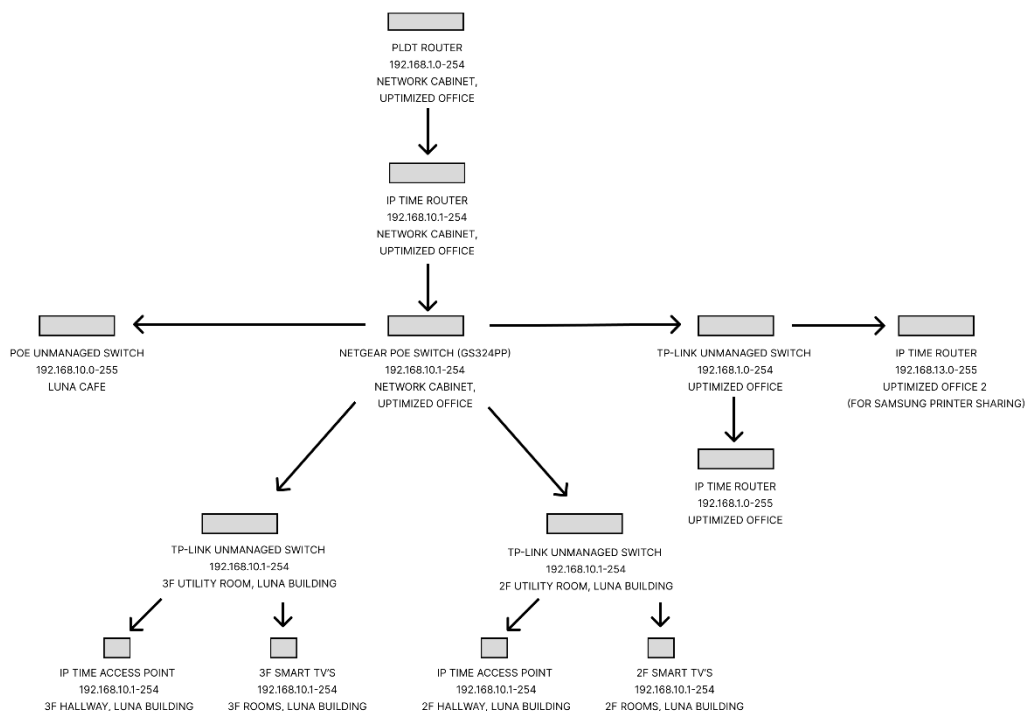 PLDT ROUTER
192.168.1.0-254
NETWORK CABINET,
UPTIMIZED OFFICE
IP TIME ROUTER
192.168.10.1-254
NETWORK CABINET,
UPTIMIZED OFFICE
POE UNMANAGED SWITCH
192.168.10.0-255
LUNA CAFE
NETGEAR POE SWITCH (GS324PP)
192.168.10.1-254
NETWORK CABINET,
UPTIMIZED OFFICE
TP-LINK UNMANAGED SWITCH
192.168.1.0-254
UPTIMIZED OFFICE
IP TIME ROUTER
192.168.13.0-255
UPTIMIZED OFFICE 2
(FOR SAMSUNG PRINTER SHARING)
IP TIME ROUTER
192.168.1.0-255
UPTIMIZED OFFICE
TP-LINK UNMANAGED SWITCH
192.168.10.1-254
3F UTILITY ROOM, LUNA BUILDING
TP-LINK UNMANAGED SWITCH
192.168.10.1-254
2F UTILITY ROOM, LUNA BUILDING
IP TIME ACCESS POINT
192.168.10.1-254
3F HALLWAY, LUNA BUILDING
3F SMART TV'S
192.168.10.1-254
3F ROOMS, LUNA BUILDING
IP TIME ACCESS POINT
192.168.10.1-254
2F HALLWAY, LUNA BUILDING
2F SMART TV'S
192.168.10.1-254
2F ROOMS, LUNA BUILDING